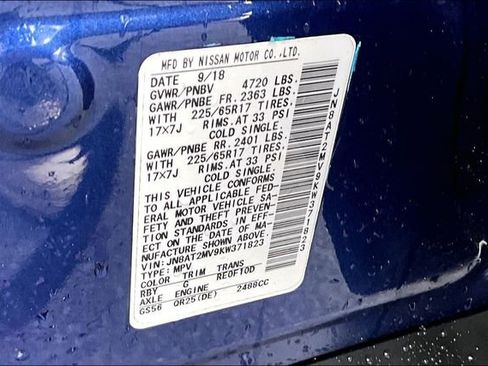 MFD BY NISSAN MOTOR CO.,LTD.
DATE 9/18
GVWR/PNBV 4720 LBS.
GAWR/PNBE FR. 2363 LBS.
WITH 225/65R17 TIRES,
17x7J RIMS. AT 33 PSI
COLD SINGLE.
GAWR/PNBE RR. 2401 LBS.
WITH 225/65R17 TIRES,
17x7J RIMS. AT 33 PSI
COLD SINGLE.
THIS VEHICLE CONFORMS
TO ALL APPLICABLE FED-
ERAL MOTOR VEHICLE SA-
FETY AND THEFT PREVEN-
TION STANDARDS IN EFF-
ECT ON THE DATE OF MA-
NUFACTURE SHOWN ABOVE.
VIN: JN8AT2MV9KW371823
TYPE: MPV
COLOR TRIM TRANS
RBY G RE0F10D
AXLE ENGINE
GS56 QR25(DE) 2488CC
JN8AT2MV9KW371823